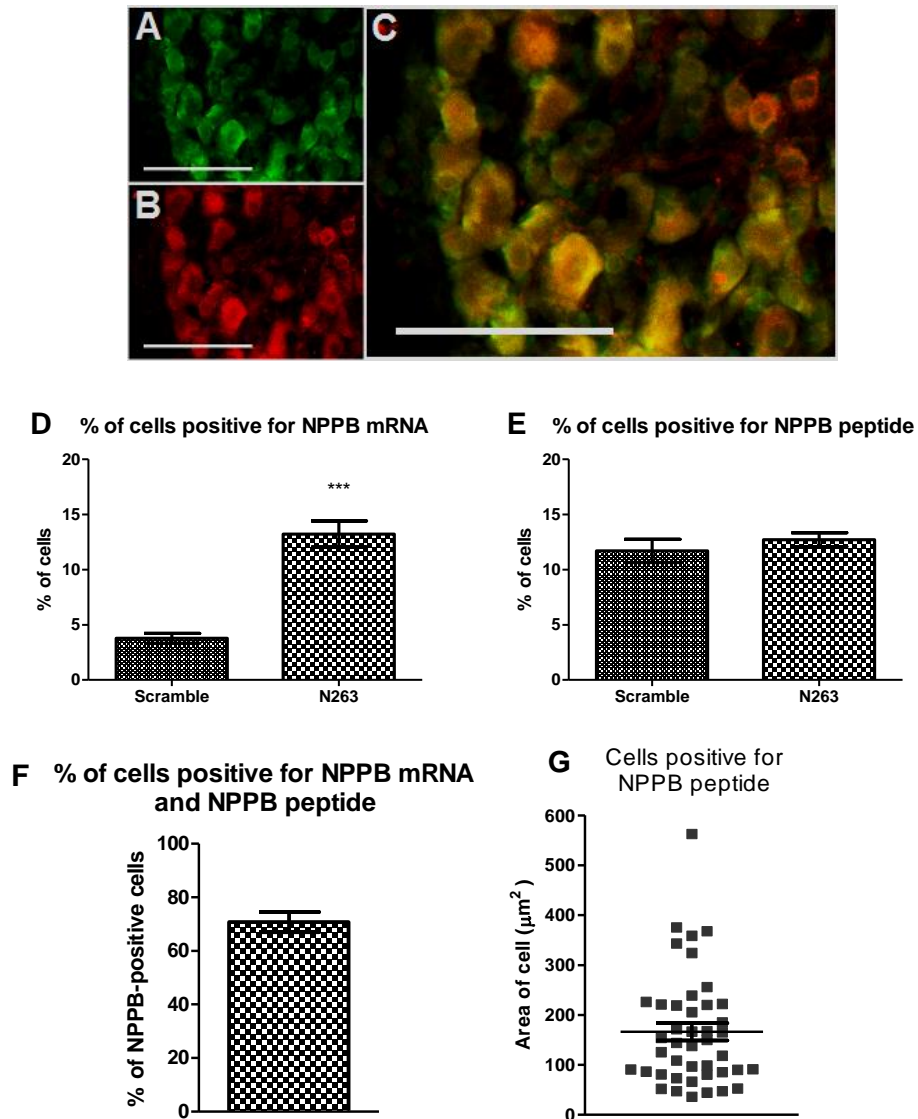 A
B
C
D % of cells positive for NPPB mRNA
% of cells
20
15
10
5
0
***
Scramble
N263
E % of cells positive for NPPB peptide
% of cells
20
15
10
5
0
Scramble
N263
F % of cells positive for NPPB mRNA
and NPPB peptide
% of NPPB-positive cells
100
80
60
40
20
0
G Cells positive for
NPPB peptide
Area of cell (μm²)
600
500
400
300
200
100
0